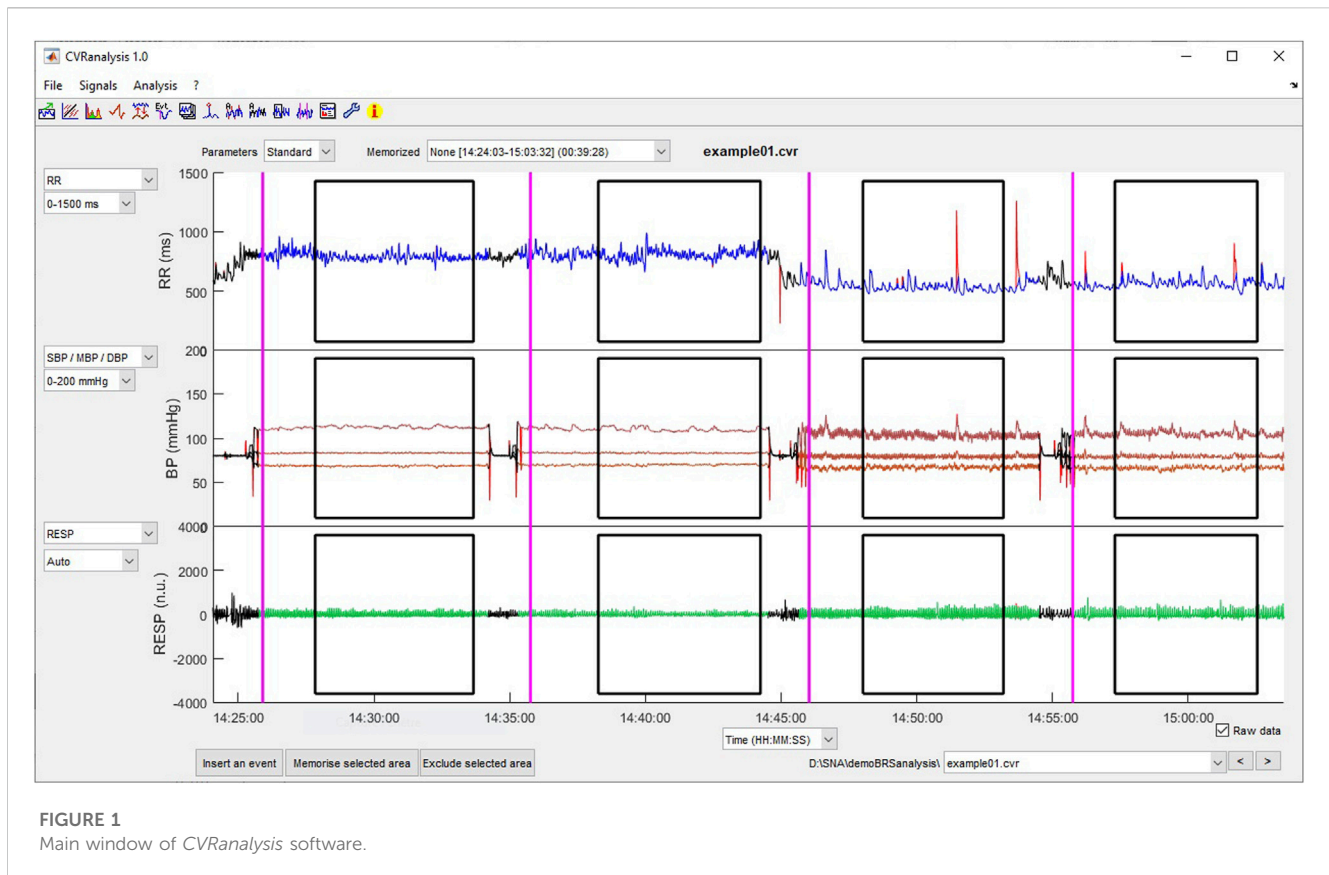 CVRanalysis 1.0
File Signals Analysis ?
Parameters Standard Memorized None [14:24:03-15:03:32] (00:39:28) example01.cvr
RR
0-1500 ms
RR (ms)
1500
1000
500
SBP / MBP / DBP
0-200 mmHg
BP (mmHg)
200
0
150
100
50
RESP
Auto
RESP (n.u.)
4000
0
2000
0
-2000
-4000
14:25:00 14:30:00 14:35:00 14:40:00 14:45:00 14:50:00 14:55:00 15:00:00
Raw data
Time (HH:MM:SS)
Insert an event Memorise selected area Exclude selected area D:\SNA\demoBRSanalysis\ example01.cvr < >
FIGURE 1
Main window of CVRanalysis software.